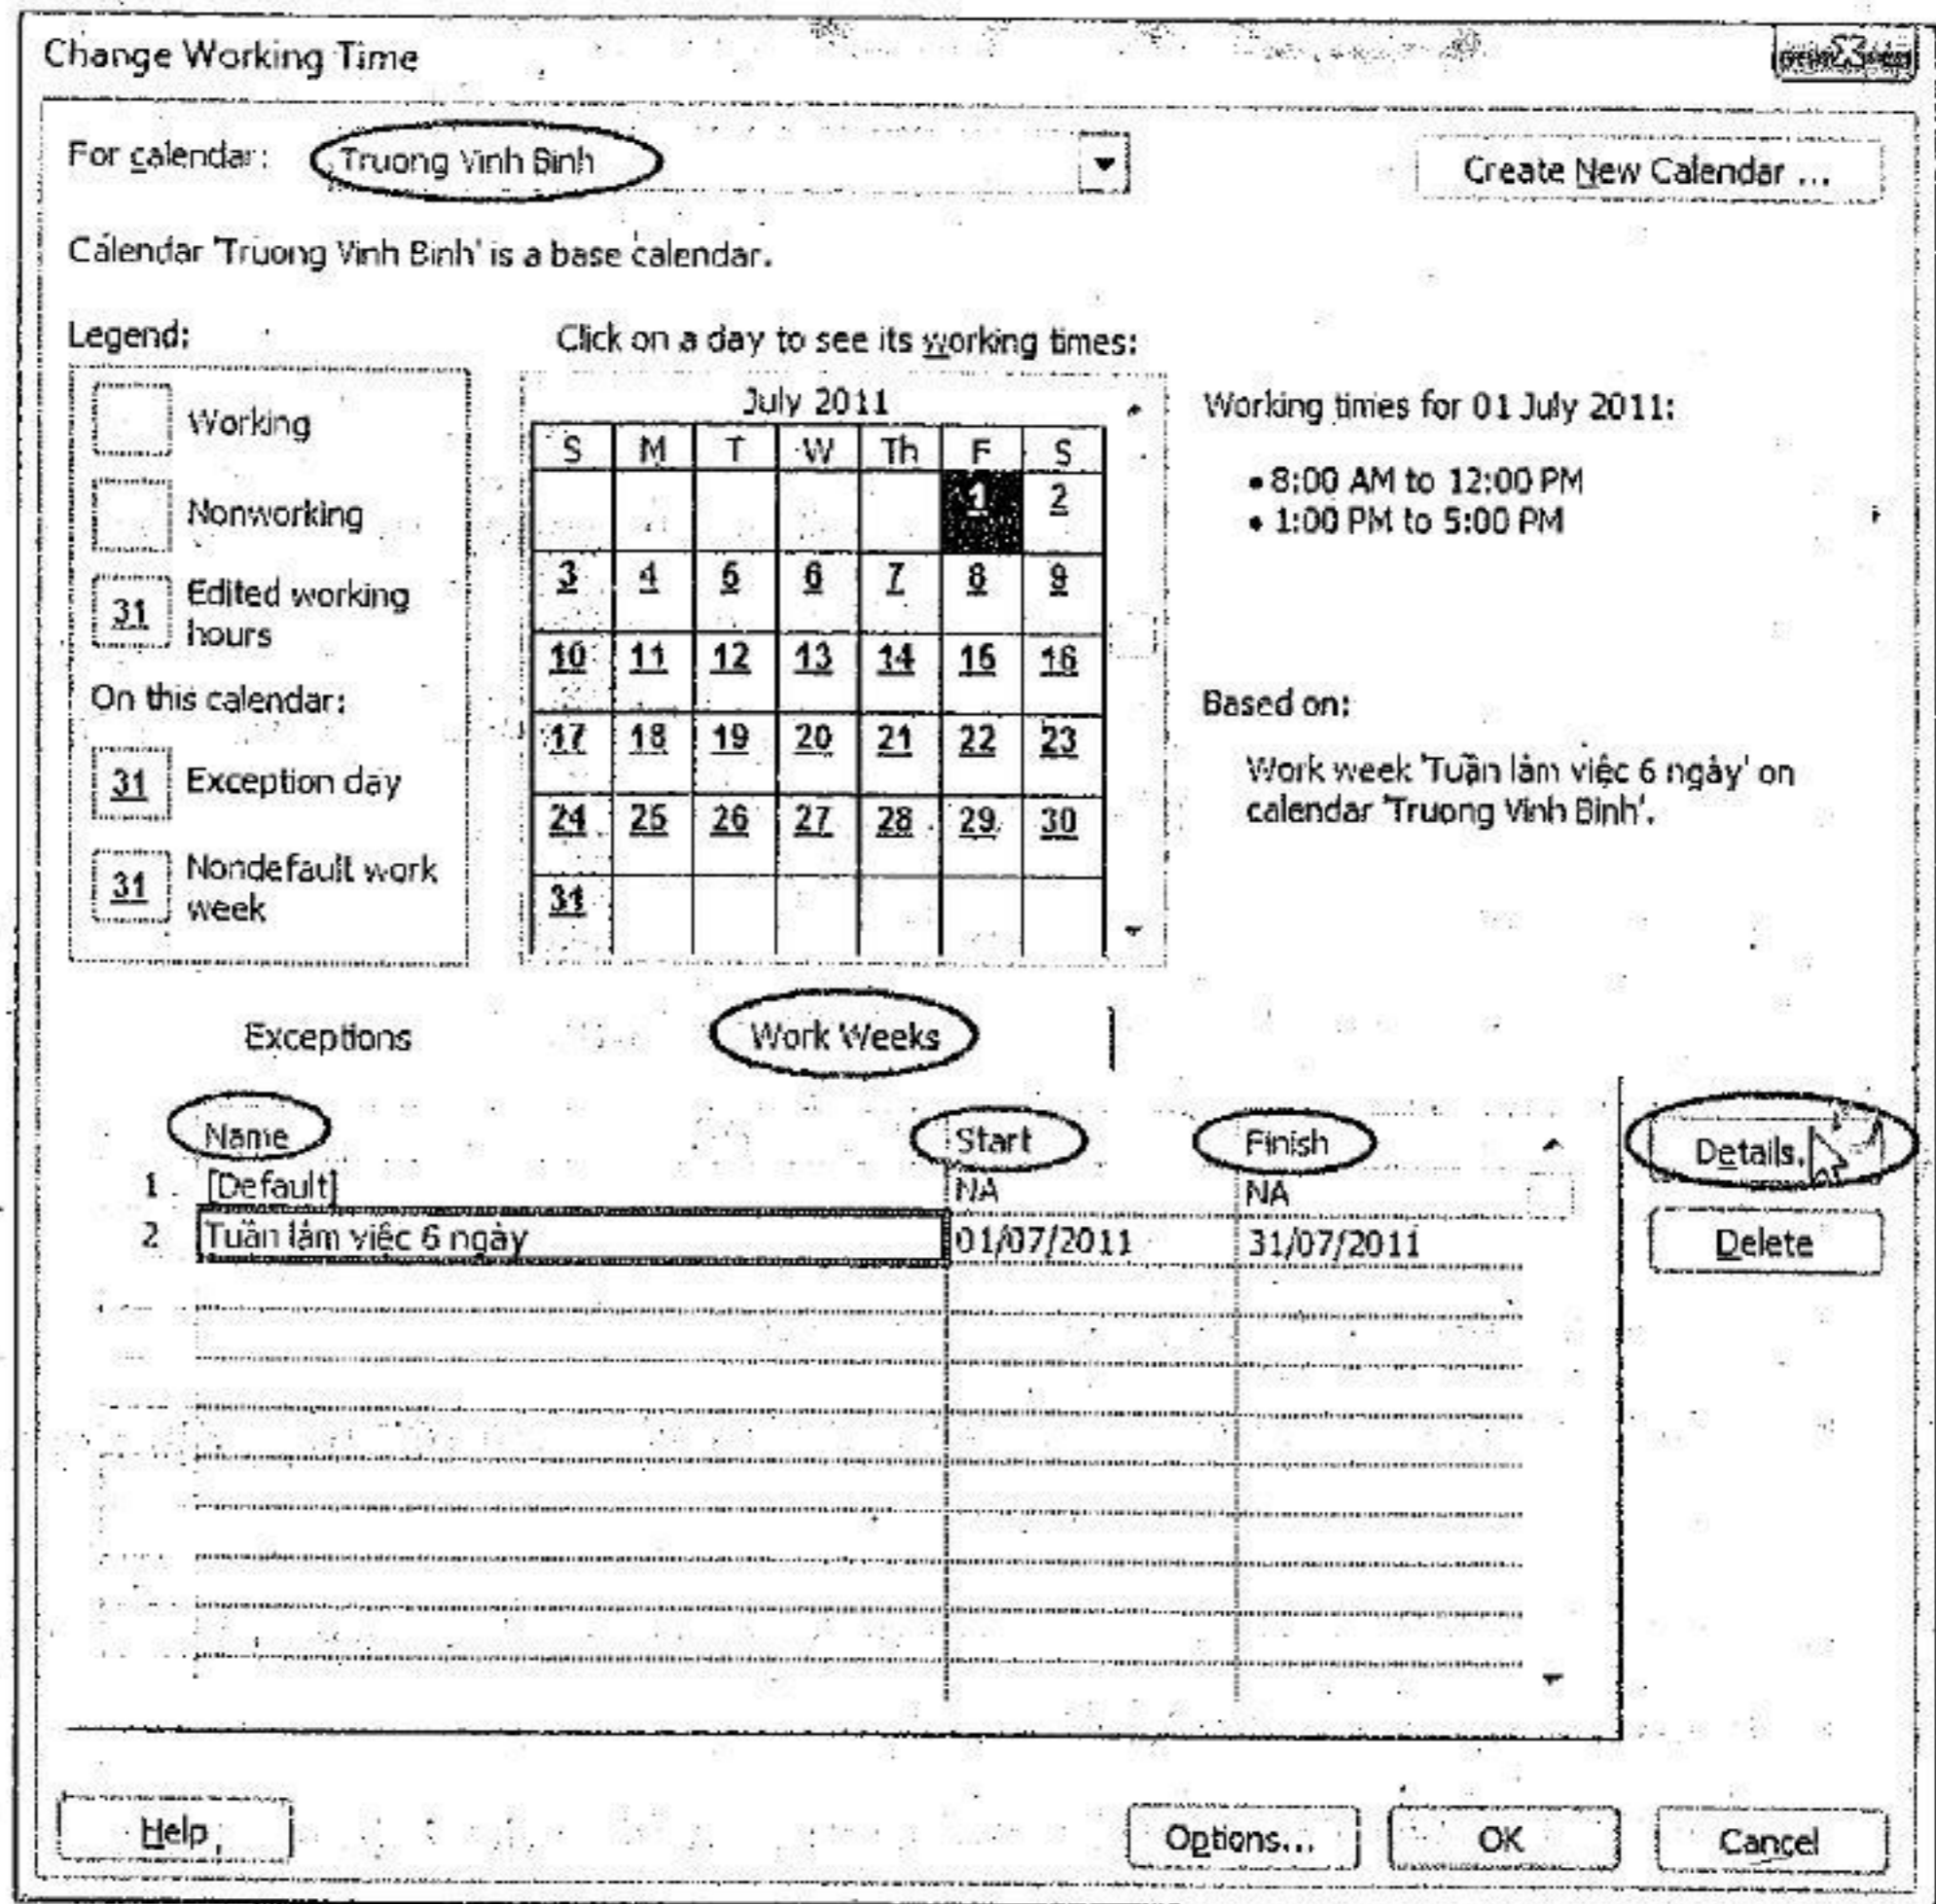 Change Working Time
For calendar: Truong Vinh Binh
Create New Calendar ...
Calendar 'Truong Vinh Binh' is a base calendar.
Legend:
Working
Nonworking
31 Edited working
hours
On this calendar:
31 Exception day
31 Nondefault work
week
Click on a day to see its working times:
July 2011
S M T W Th F S
1 2
3 4 5 6 7 8 9
10 11 12 13 14 15 16
17 18 19 20 21 22 23
24 25 26 27 28 29 30
31
Working times for 01 July 2011:
• 8:00 AM to 12:00 PM
• 1:00 PM to 5:00 PM
Based on:
Work week 'Tuần làm việc 6 ngày' on
calendar 'Truong Vinh Binh'.
Exceptions Work Weeks
Name Start Finish
1 [Default] NA NA
2 Tuần làm việc 6 ngày 01/07/2011 31/07/2011
Details.
Delete
Help Options... OK Cancel